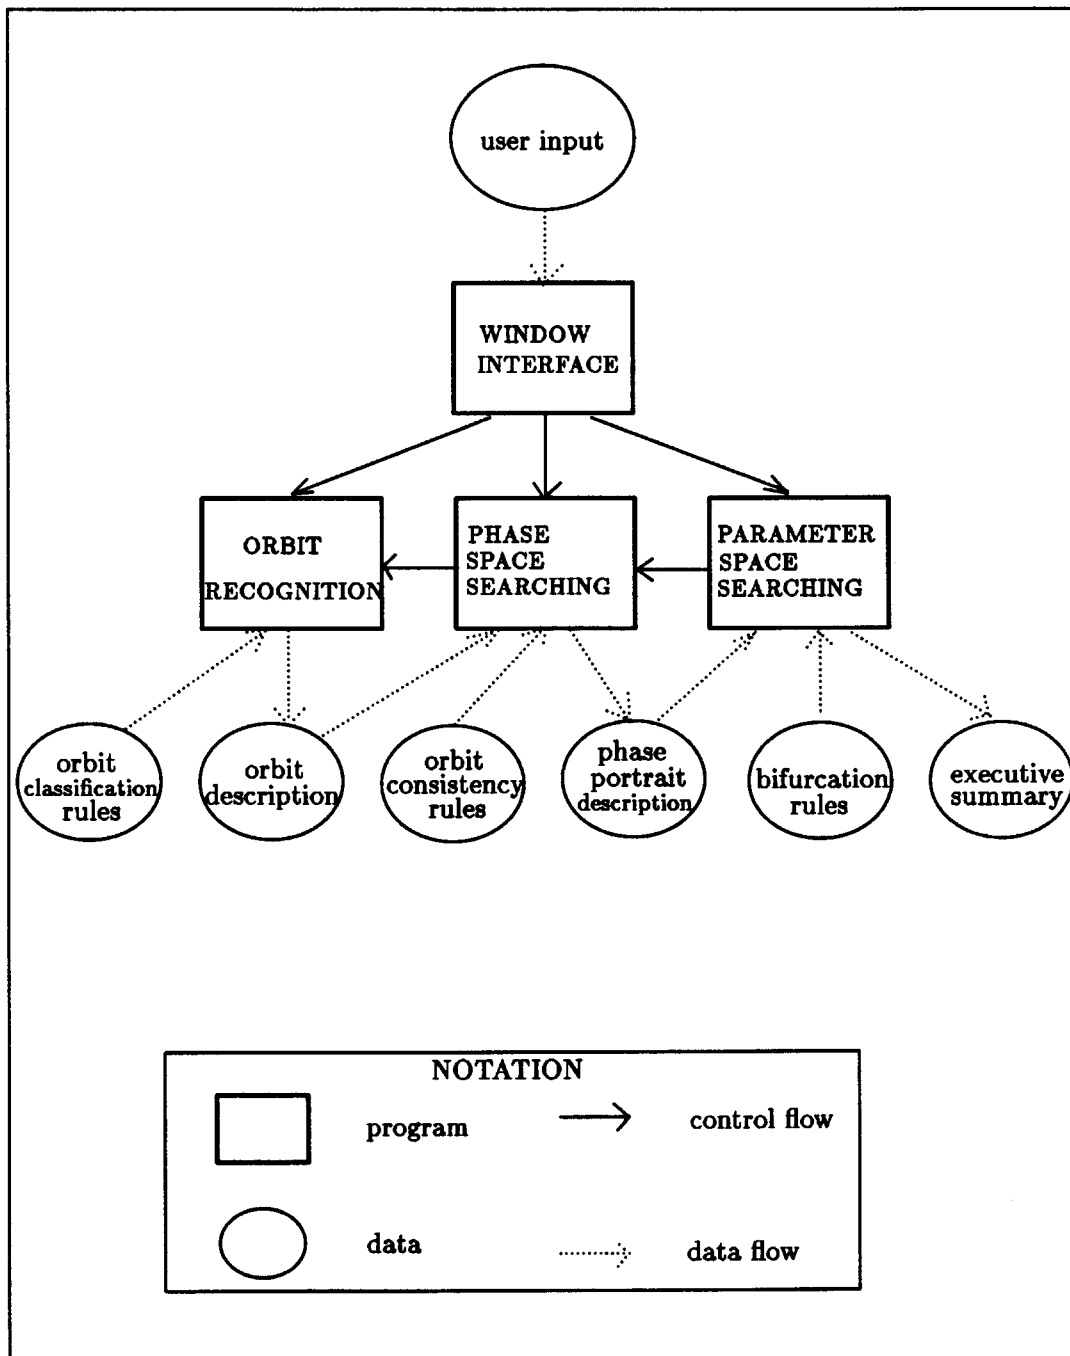 user input
WINDOW
INTERFACE
ORBIT
RECOGNITION
PHASE
SPACE
SEARCHING
PARAMETER
SPACE
SEARCHING
orbit
classification
rules
orbit
description
orbit
consistency
rules
phase
portrait
description
bifurcation
rules
executive
summary
NOTATION
program
control flow
data
data flow